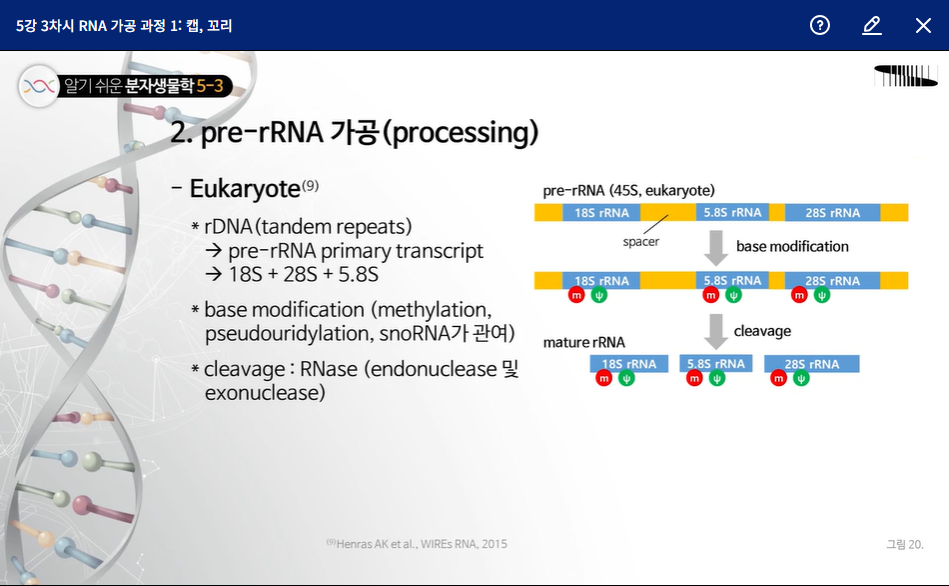 5강 3차시 RNA 가공 과정 1: 캡, 꼬리
알기 쉬운 분자생물학 5-3
2. pre-rRNA 가공(processing)
- Eukaryote(9)
* rDNA(tandem repeats)
→ pre-rRNA primary transcript
→ 18S + 28S + 5.8S
* base modification (methylation,
pseudouridylation, snoRNA가 관여)
* cleavage : RNase (endonuclease 및
exonuclease)
pre-rRNA (45S, eukaryote)
18S rRNA 5.8S rRNA 28S rRNA
spacer
base modification
18S rRNA 5.8S rRNA 28S rRNA
m ψ m ψ m ψ
cleavage
mature rRNA
18S rRNA 5.8S rRNA 28S rRNA
m ψ m ψ m ψ
(9)Henras AK et al., WIREs RNA, 2015
그림 20.